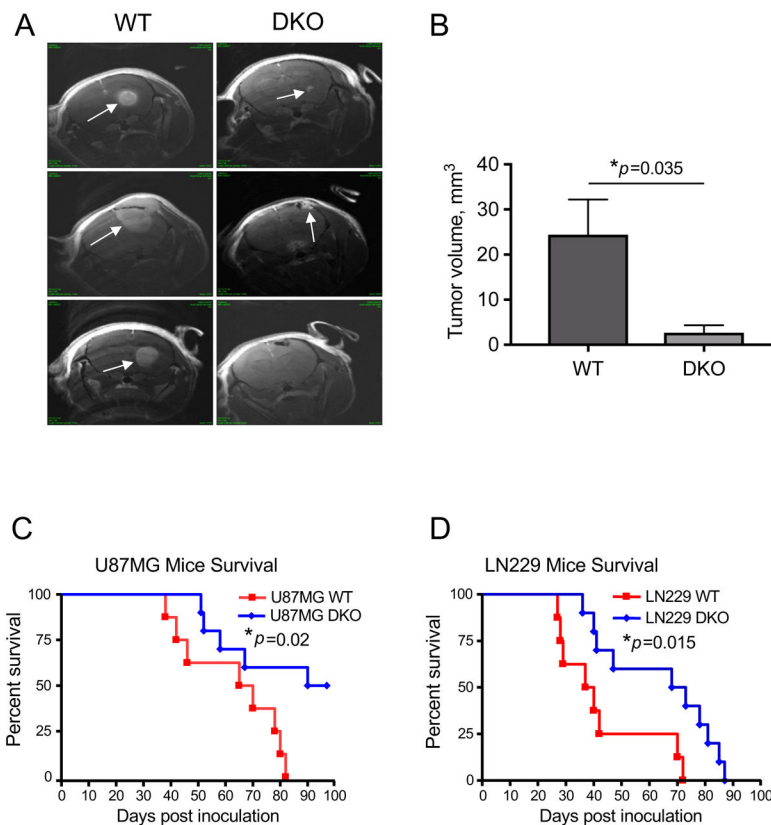 A
WT
DKO
B
Tumor volume, mm³
40
30
20
10
0
*p=0.035
WT
DKO
C
U87MG Mice Survival
Percent survival
100
75
50
25
0
U87MG WT
U87MG DKO
*p=0.02
0 10 20 30 40 50 60 70 80 90 100
Days post inoculation
D
LN229 Mice Survival
Percent survival
100
75
50
25
0
LN229 WT
LN229 DKO
*p=0.015
0 10 20 30 40 50 60 70 80 90 100
Days post inoculation